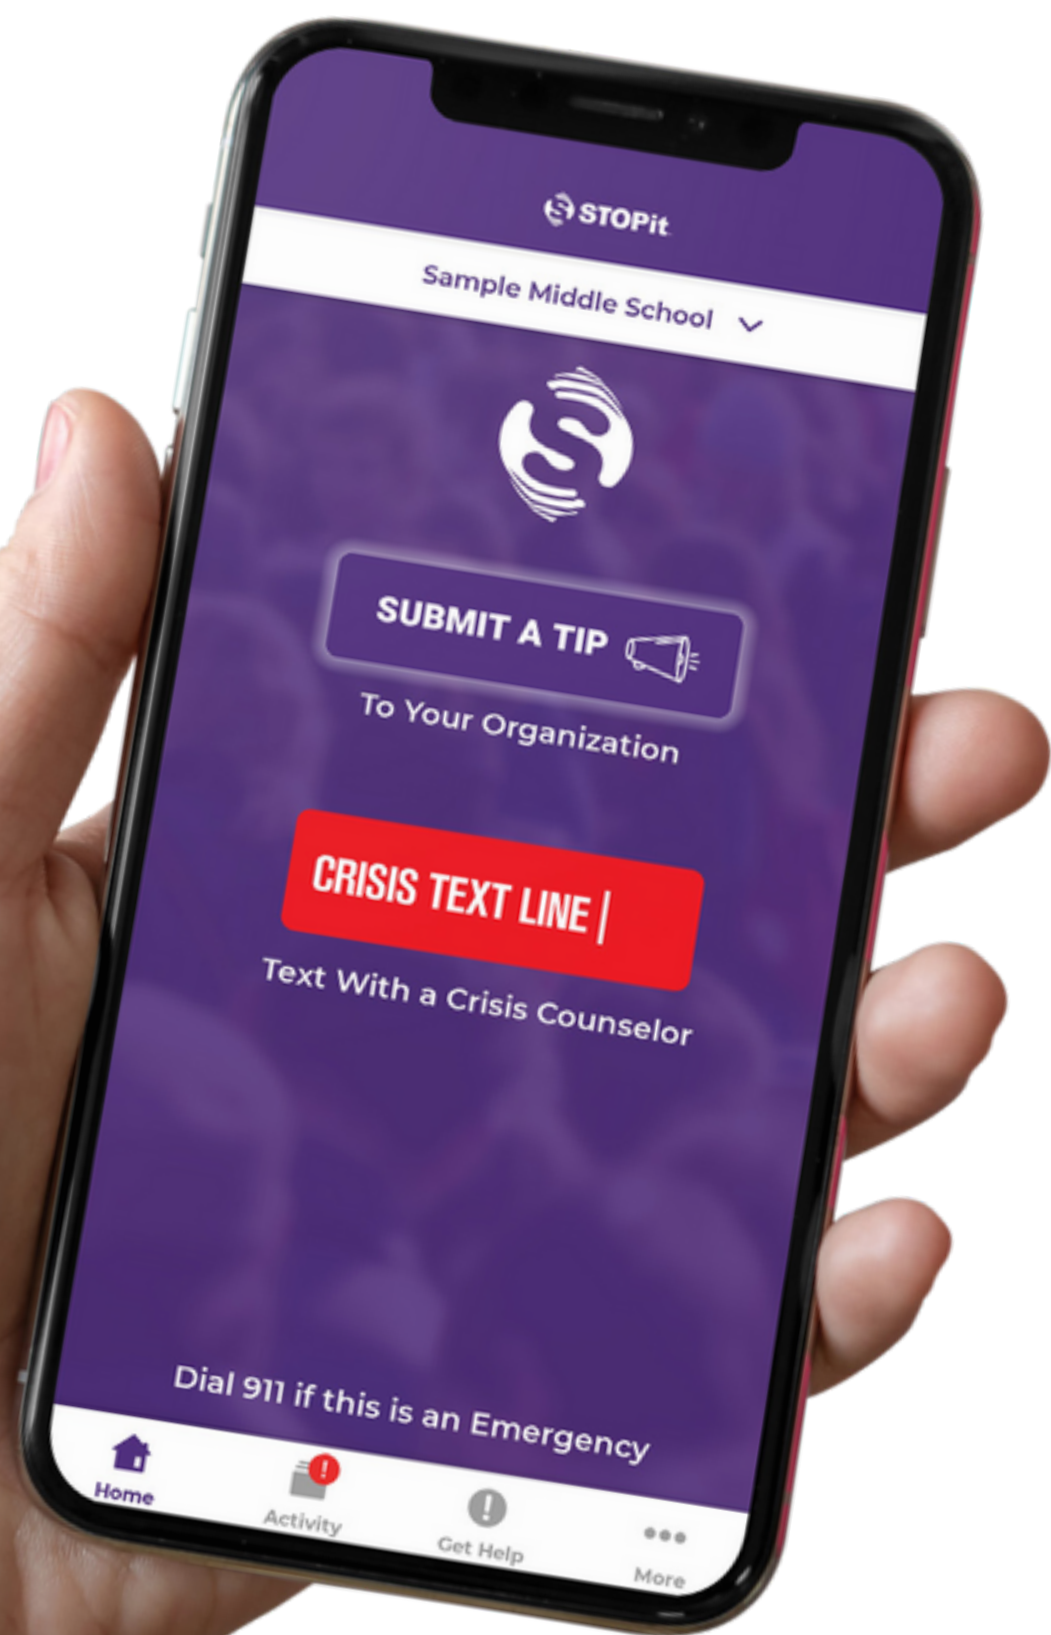 STOPit
Sample Middle School
SUBMIT A TIP
To Your Organization
CRISIS TEXT LINE |
Text With a Crisis Counselor
Dial 911 if this is an Emergency
Home
Activity
Get Help
More